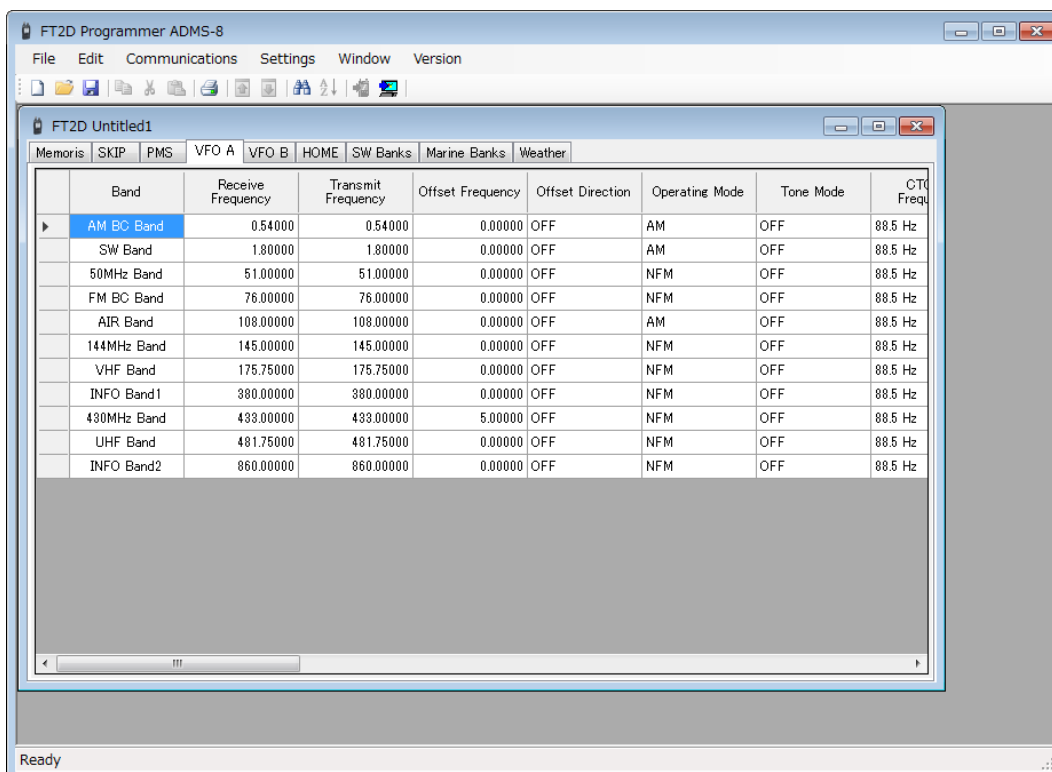 FT2D Programmer ADMS-8
File Edit Communications Settings Window Version
FT2D Untitled1
Memoris SKIP PMS VFO A VFO B HOME SW Banks Marine Banks Weather
Band Receive Frequency Transmit Frequency Offset Frequency Offset Direction Operating Mode Tone Mode
AM BC Band 0.54000 0.54000 0.00000 OFF AM OFF 88.5 Hz
SW Band 1.80000 1.80000 0.00000 OFF AM OFF 88.5 Hz
50MHz Band 51.00000 51.00000 0.00000 OFF NFM OFF 88.5 Hz
FM BC Band 76.00000 76.00000 0.00000 OFF NFM OFF 88.5 Hz
AIR Band 108.00000 108.00000 0.00000 OFF AM OFF 88.5 Hz
144MHz Band 145.00000 145.00000 0.00000 OFF NFM OFF 88.5 Hz
VHF Band 175.75000 175.75000 0.00000 OFF NFM OFF 88.5 Hz
INFO Band1 380.00000 380.00000 0.00000 OFF NFM OFF 88.5 Hz
430MHz Band 433.00000 433.00000 5.00000 OFF NFM OFF 88.5 Hz
UHF Band 481.75000 481.75000 0.00000 OFF NFM OFF 88.5 Hz
INFO Band2 860.00000 860.00000 0.00000 OFF NFM OFF 88.5 Hz
Ready